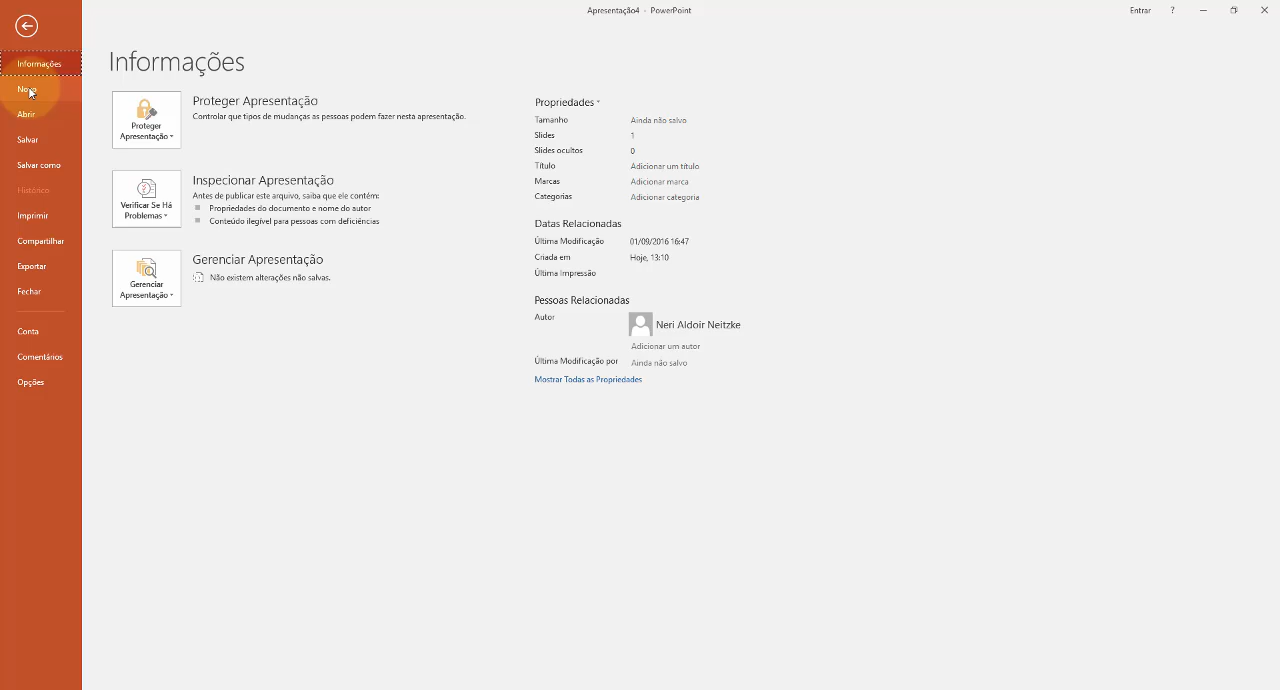 Apresentação4 - PowerPoint
Entrar ?
Informações
Novo
Abrir
Salvar
Salvar como
Histórico
Imprimir
Compartilhar
Exportar
Fechar
Conta
Comentários
Opções
Informações
Proteger Apresentação
Proteger Apresentação
Controlar que tipos de mudanças as pessoas podem fazer nesta apresentação.
Verificar Se Há
Problemas
Inspecionar Apresentação
Antes de publicar este arquivo, saiba que ele contém:
Propriedades do documento e nome do autor
Conteúdo ilegível para pessoas com deficiências
Gerenciar
Apresentação
Gerenciar Apresentação
Não existem alterações não salvas.
Propriedades
Tamanho Ainda não salvo
Slides 1
Slides ocultos 0
Título Adicionar um título
Marcas Adicionar marca
Categorias Adicionar categoria
Datas Relacionadas
Última Modificação 01/09/2016 16:47
Criada em Hoje, 13:10
Última Impressão
Pessoas Relacionadas
Autor
Neri Aldoir Neitzke
Adicionar um autor
Última Modificação por Ainda não salvo
Mostrar Todas as Propriedades